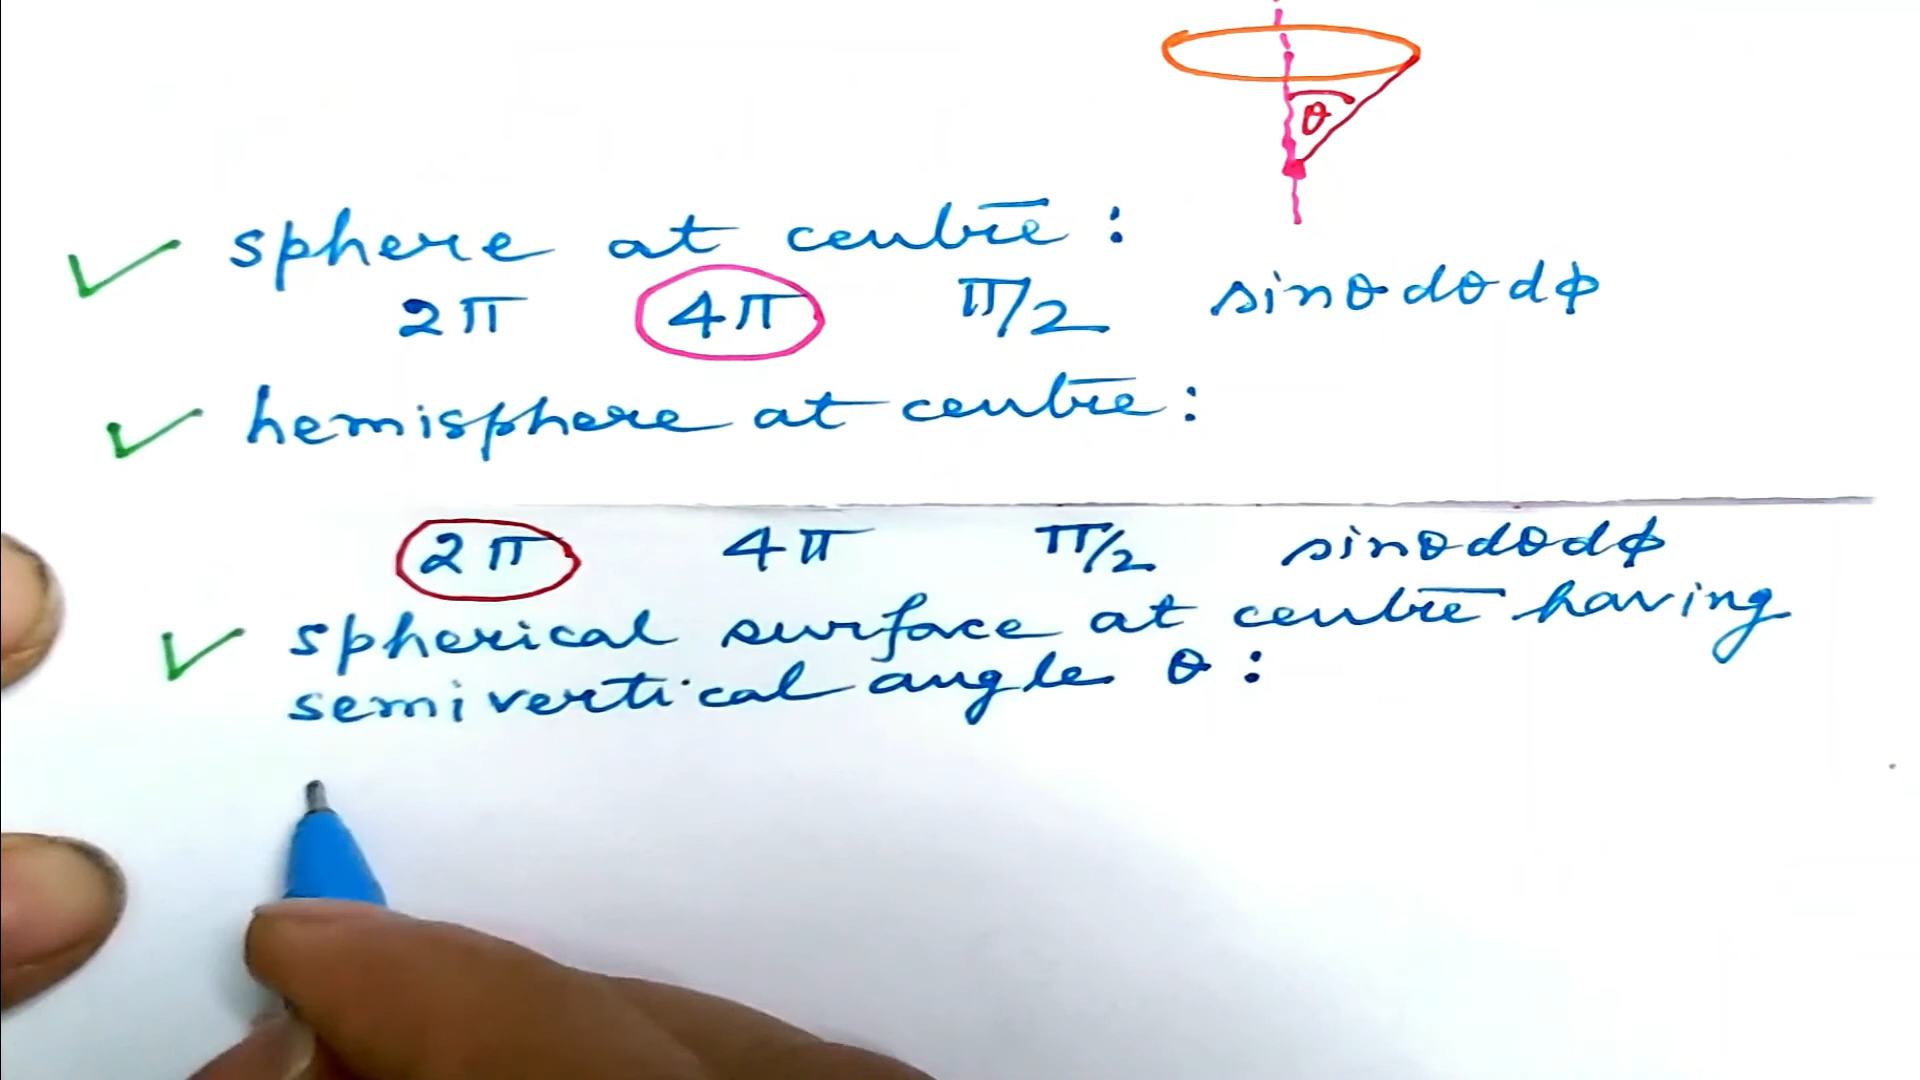 θ
sphere at centre :
2π 4π π/2 sinθdθdϕ
hemisphere at centre :
2π 4π π/2 sinθdθdϕ
spherical surface at centre having
semivertical angle θ :